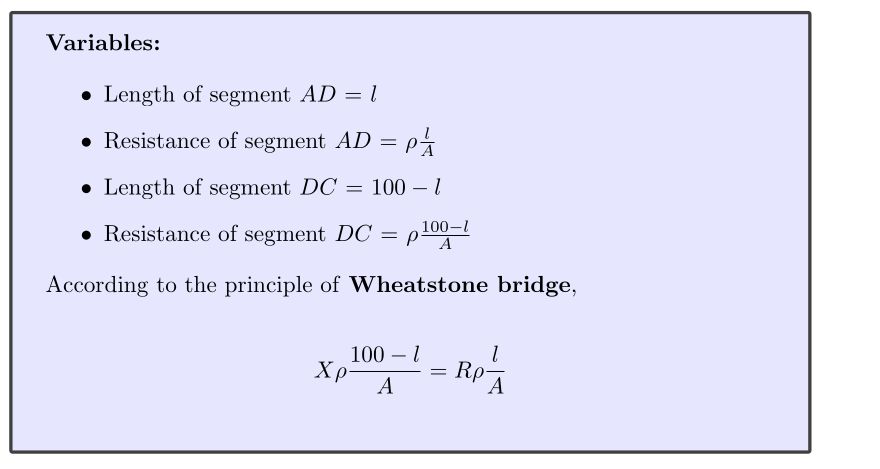 Variables:
• Length of segment $AD = l$
• Resistance of segment $AD = \rho\frac{l}{A}$
• Length of segment $DC = 100 - l$
• Resistance of segment $DC = \rho\frac{100-l}{A}$
According to the principle of Wheatstone bridge,
$X\rho\frac{100-l}{A} = R\rho\frac{l}{A}$